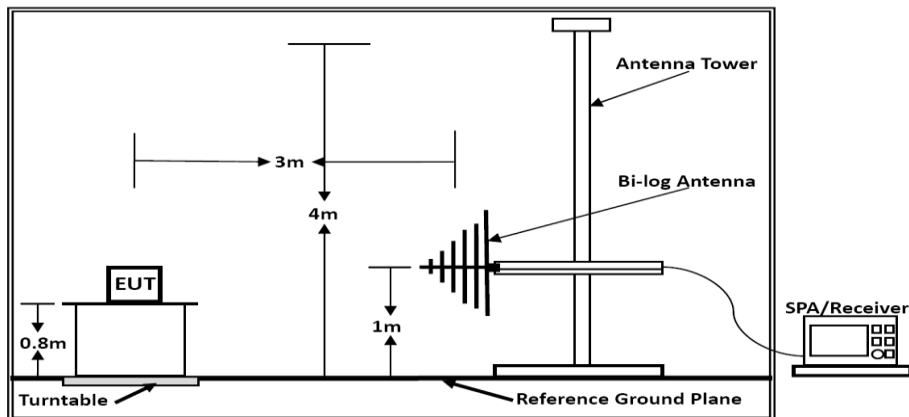 Antenna Tower
3m
Bi-log Antenna
4m
EUT
SPA/Receiver
0.8m
1m
Turntable
Reference Ground Plane